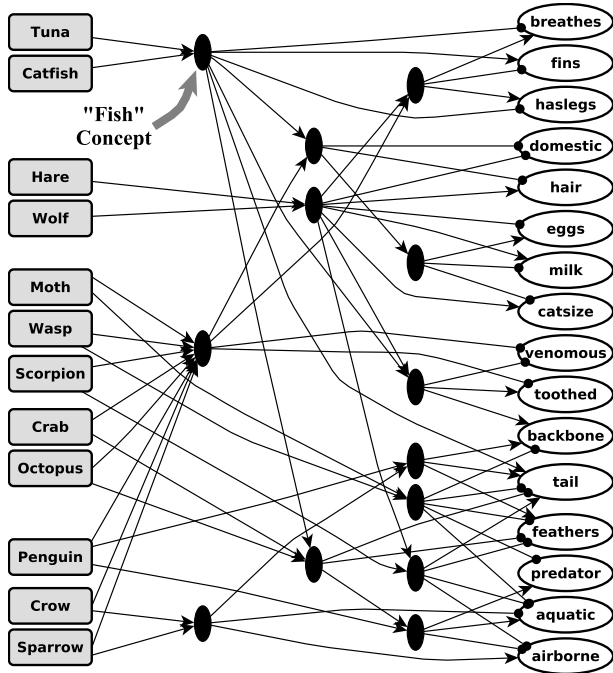 Tuna
Catfish
"Fish"
Concept
Hare
Wolf
Moth
Wasp
Scorpion
Crab
Octopus
Penguin
Crow
Sparrow
breathes
fins
haslegs
domestic
hair
eggs
milk
catsize
venomous
toothed
backbone
tail
feathers
predator
aquatic
airborne